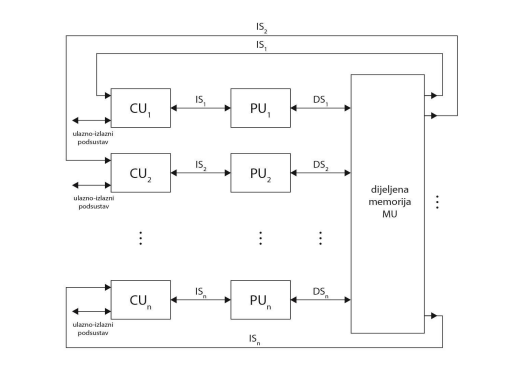 IS₂
IS₁
CU₁ IS₁ PU₁ DS₁
ulazno-izlazni
podsustav
CU₂ IS₂ PU₂ DS₂
ulazno-izlazni
podsustav
dijeljena
memorija
MU
CUₙ ISₙ PUₙ DSₙ
ulazno-izlazni
podsustav
ISₙ